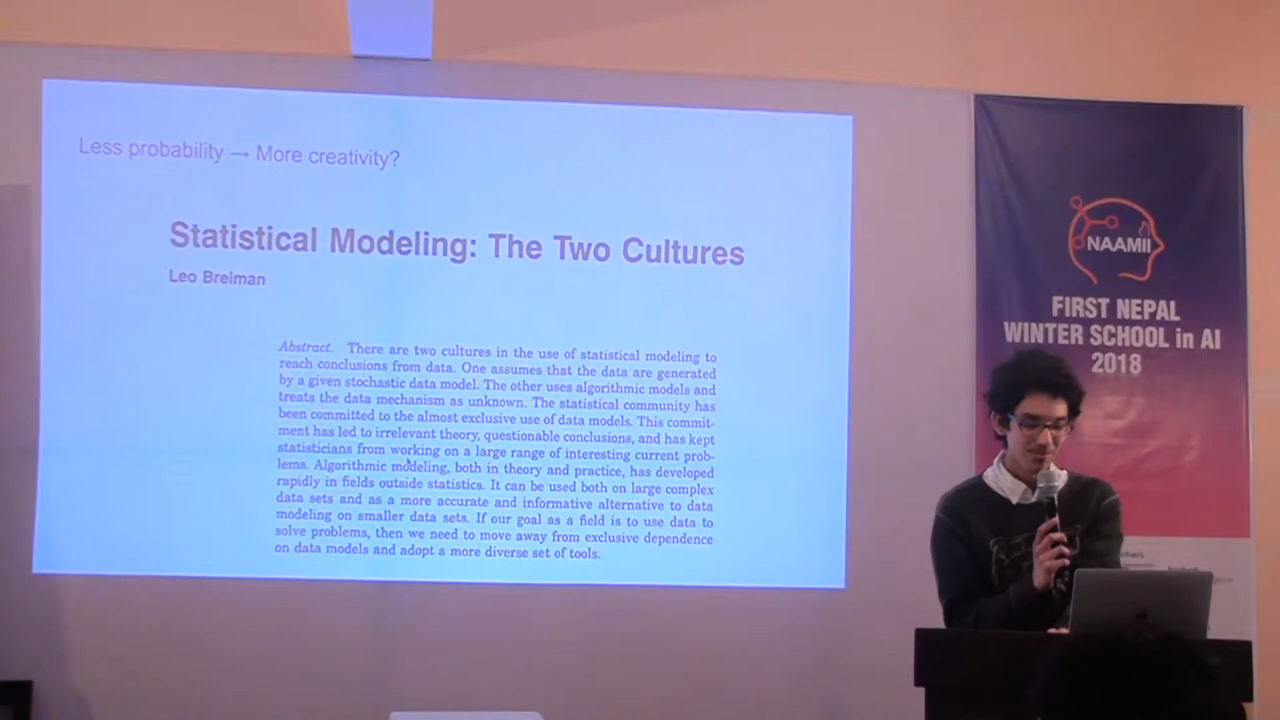 Less probability → More creativity?
Statistical Modeling: The Two Cultures
Leo Breiman
Abstract. There are two cultures in the use of statistical modeling to
reach conclusions from data. One assumes that the data are generated
by a given stochastic data model. The other uses algorithmic models and
treats the data mechanism as unknown. The statistical community has
been committed to the almost exclusive use of data models. This commit-
ment has led to irrelevant theory, questionable conclusions, and has kept
statisticians from working on a large range of interesting current prob-
lems. Algorithmic modeling, both in theory and practice, has developed
rapidly in fields outside statistics. It can be used both on large complex
data sets and as a more accurate and informative alternative to data
modeling on smaller data sets. If our goal as a field is to use data to
solve problems, then we need to move away from exclusive dependence
on data models and adopt a more diverse set of tools.
NAAMII
FIRST NEPAL
WINTER SCHOOL in AI
2018